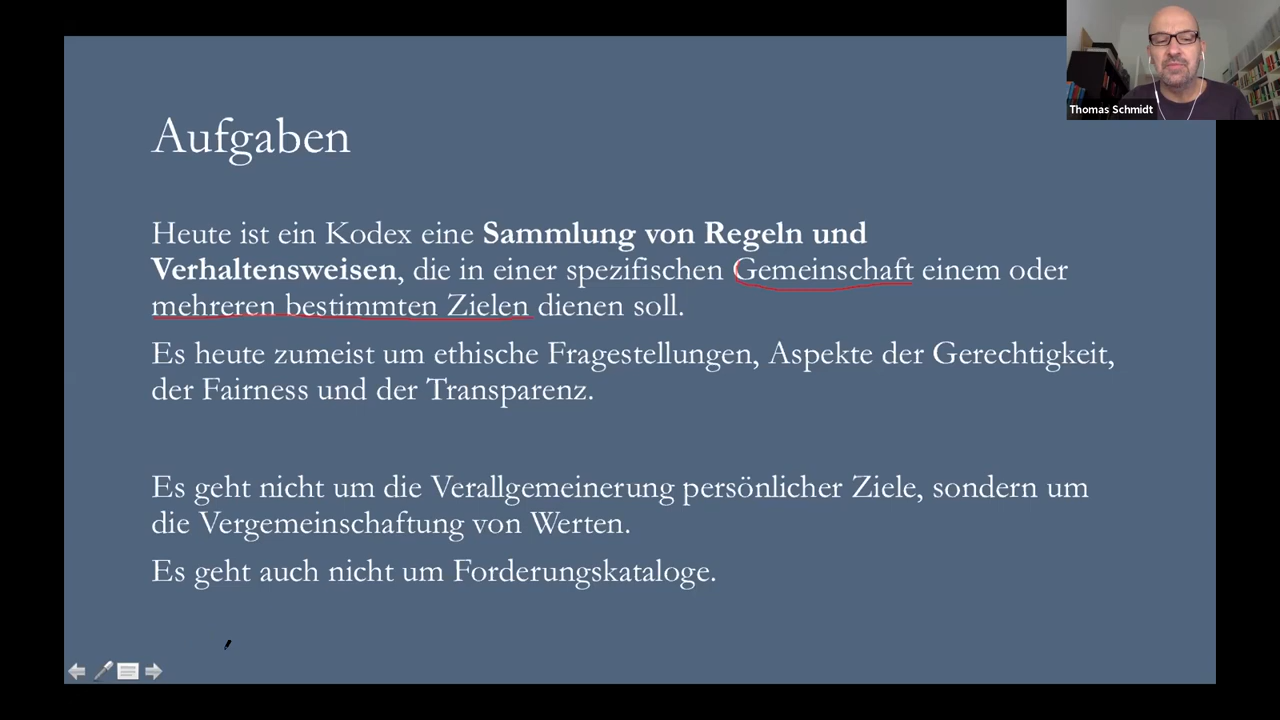 Thomas Schmidt
Aufgaben
Heute ist ein Kodex eine Sammlung von Regeln und
Verhaltensweisen, die in einer spezifischen Gemeinschaft einem oder
mehreren bestimmten Zielen dienen soll.
Es heute zumeist um ethische Fragestellungen, Aspekte der Gerechtigkeit,
der Fairness und der Transparenz.
Es geht nicht um die Verallgemeinerung persönlicher Ziele, sondern um
die Vergemeinschaftung von Werten.
Es geht auch nicht um Forderungskataloge.